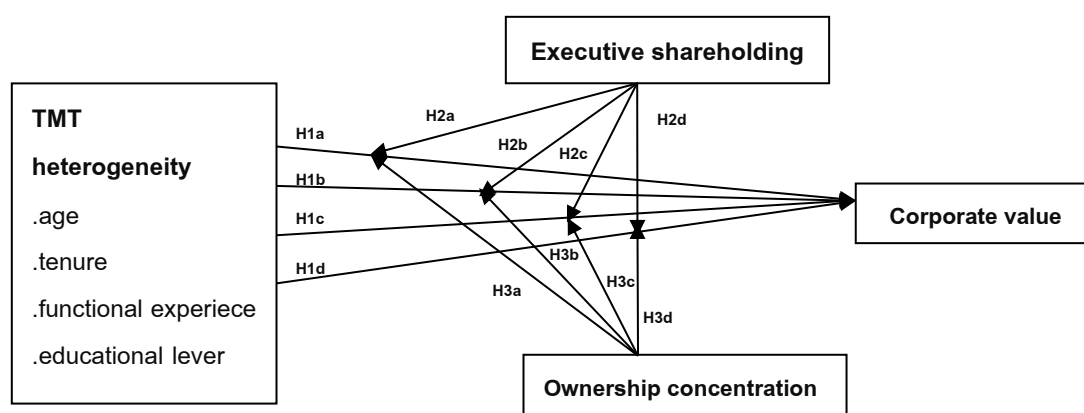 Executive shareholding
TMT
heterogeneity
.age
.tenure
.functional experiece
.educational lever
H1a
H1b
H1c
H1d
H2a
H2b
H2c
H2d
H3a
H3b
H3c
H3d
Corporate value
Ownership concentration